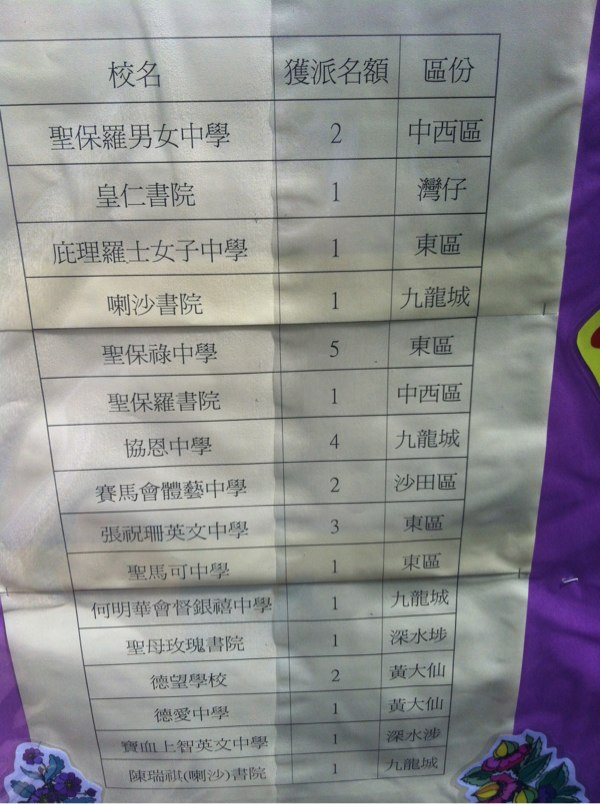 校名 獲派名額 區份
聖保羅男女中學 2 中西區
皇仁書院 1 灣仔
庇理羅士女子中學 1 東區
喇沙書院 1 九龍城
聖保祿中學 5 東區
聖保羅書院 1 中西區
協恩中學 4 九龍城
賽馬會體藝中學 2 沙田區
張祝珊英文中學 3 東區
聖馬可中學 1 東區
何明華會督銀禧中學 1 九龍城
聖母玫瑰書院 1 深水埗
德望學校 2 黃大仙
德愛中學 1 黃大仙
寶血上智英文中學 1 深水涉
陳瑞祺(喇沙)書院 1 九龍城